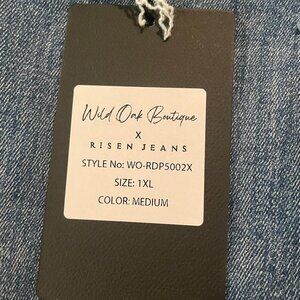 Wild Oak Boutique
X
RISEN JEANS
STYLE No: WO-RDP5002X
SIZE: 1XL
COLOR: MEDIUM